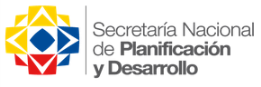 Secretaría Nacional
de Planificación
y Desarrollo